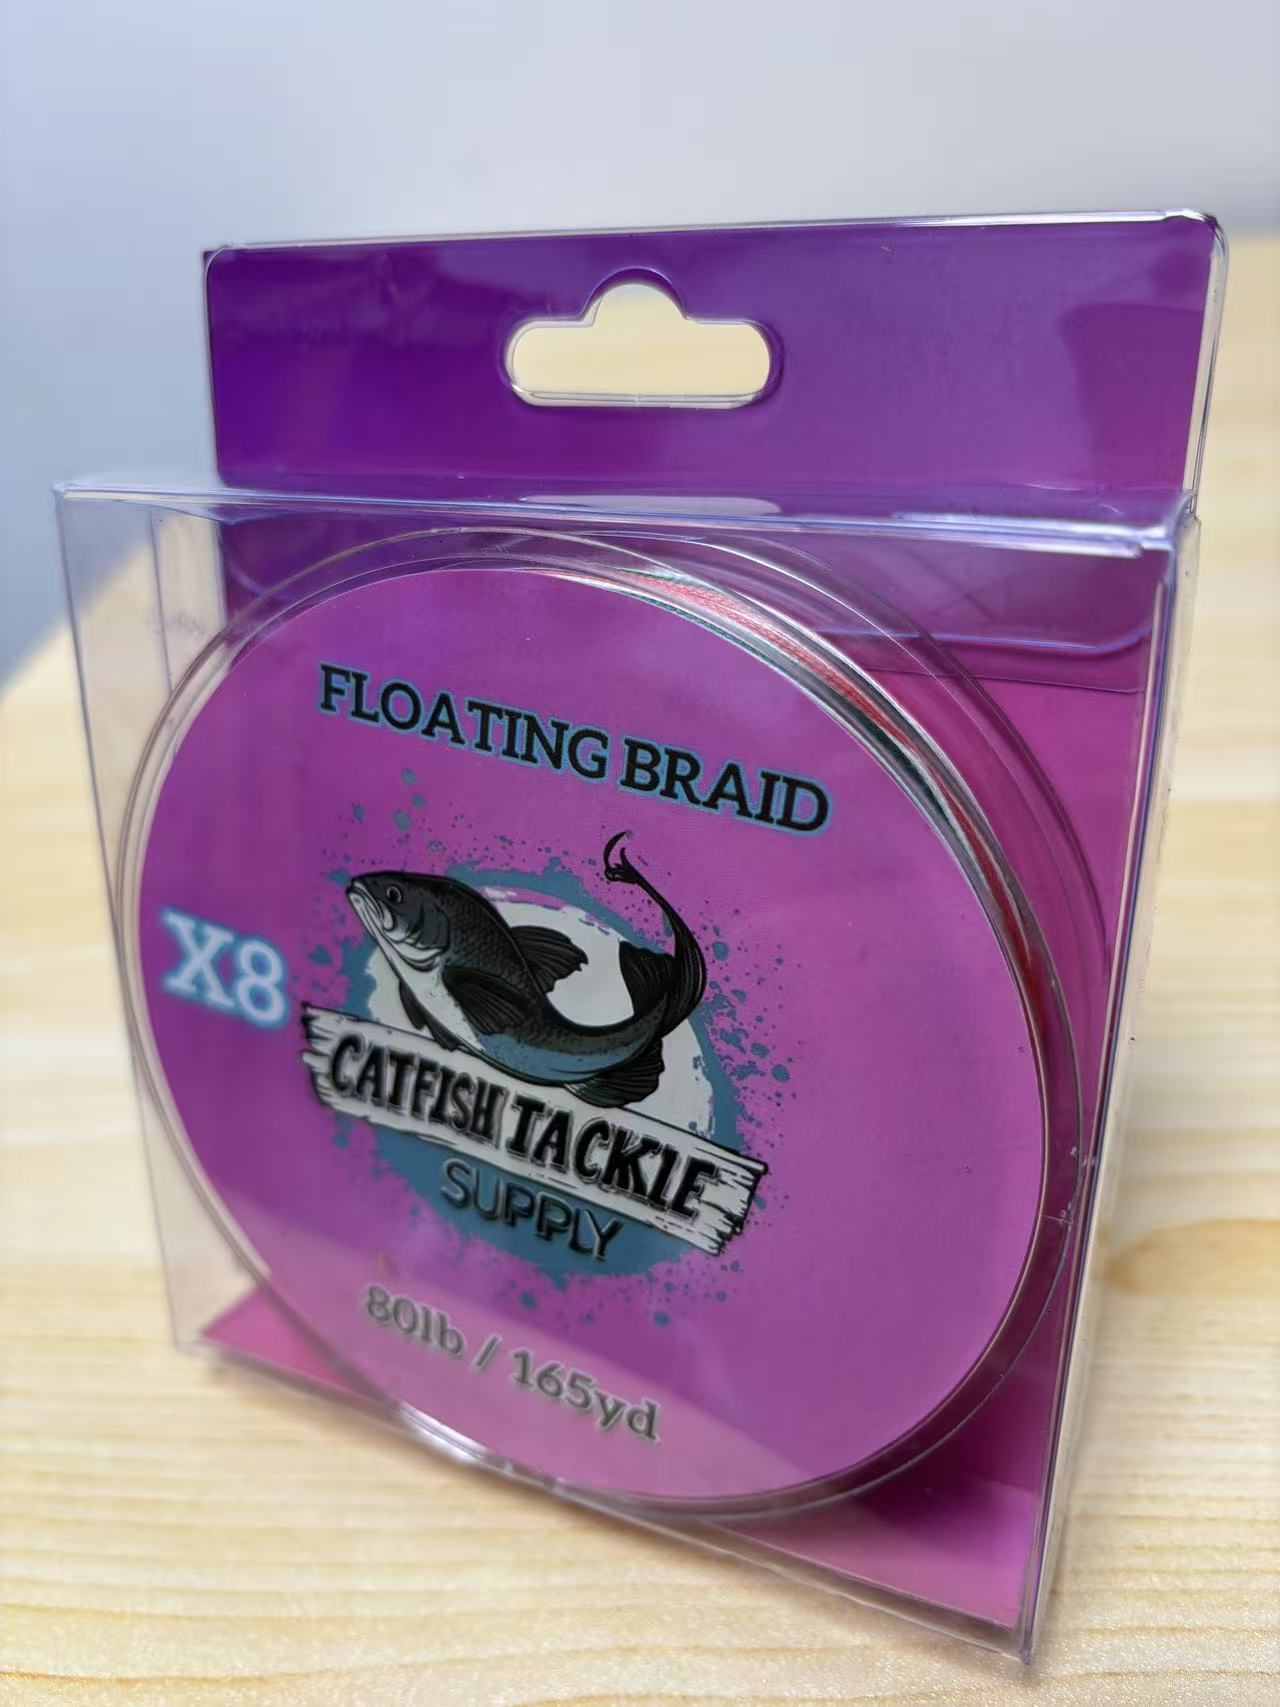 FLOATING BRAID
X8
CATFISH TACKLE
SUPPLY
80lb / 165yd